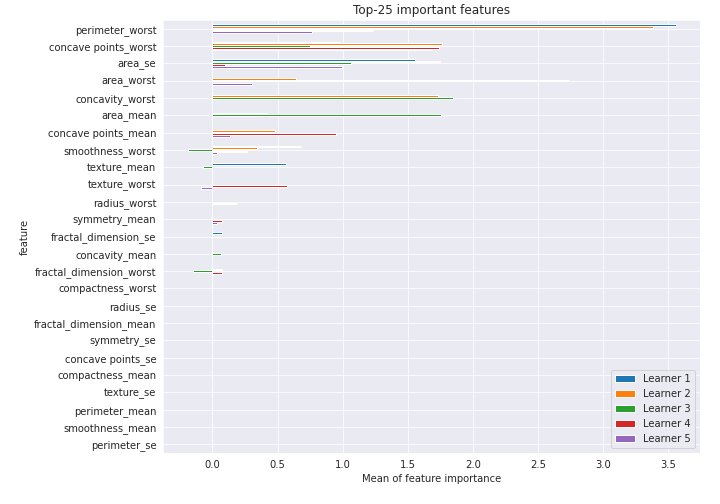 Top-25 important features
perimeter_worst
concave points_worst
area_se
area_worst
concavity_worst
area_mean
concave points_mean
smoothness_worst
texture_mean
texture_worst
radius_worst
symmetry_mean
fractal_dimension_se
concavity_mean
fractal_dimension_worst
compactness_worst
radius_se
fractal_dimension_mean
symmetry_se
concave points_se
compactness_mean
texture_se
perimeter_mean
smoothness_mean
perimeter_se
feature
Learner 1
Learner 2
Learner 3
Learner 4
Learner 5
0.0 0.5 1.0 1.5 2.0 2.5 3.0 3.5
Mean of feature importance